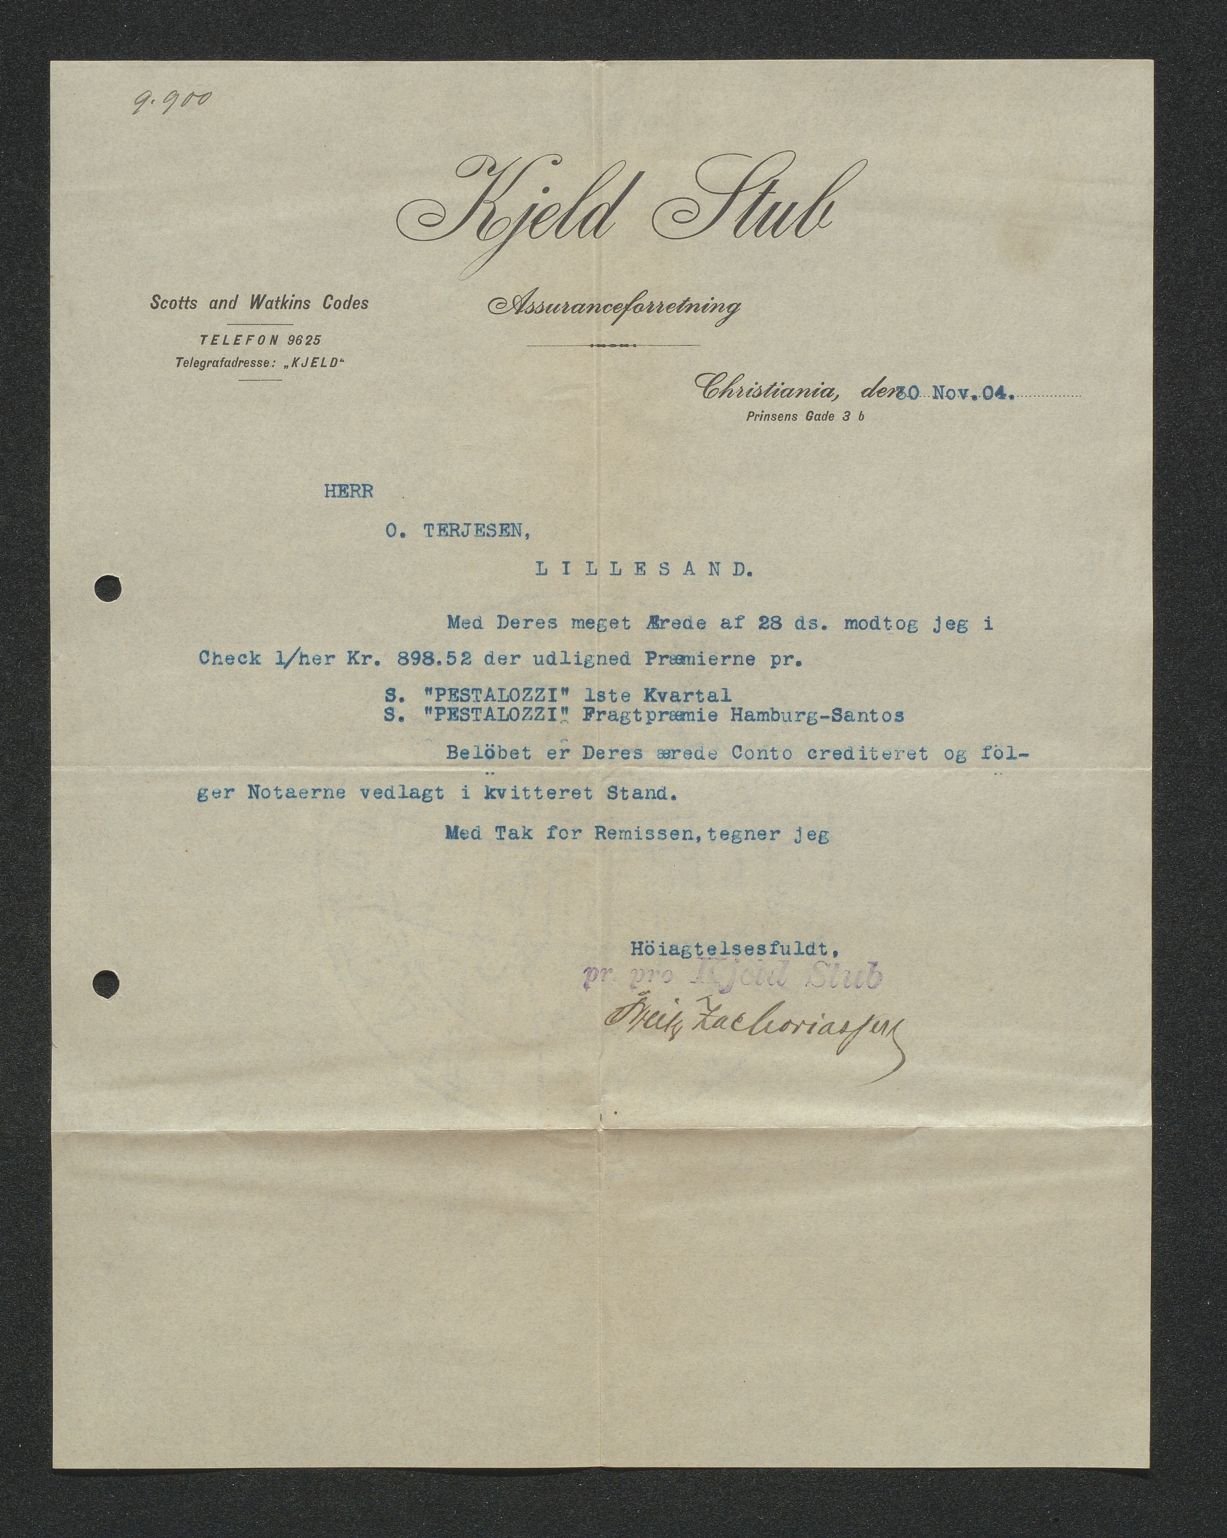 9.900
Kjeld Stub
Assuranceforretning
Scotts and Watkins Codes
TELEFON 9625
Telegrafadresse: „KJELD“
Christiania, den 30 Nov. 04.
Prinsens Gade 3 b
HERR
O. TERJESEN,
L I L L E S A N D.
Med Deres meget Ærede af 28 ds. modtog jeg i
Check l/her Kr. 898.52 der udligned Præmierne pr.
S. "PESTALOZZI" 1ste Kvartal
S. "PESTALOZZI" Fragtpræmie Hamburg-Santos
Belöbet er Deres ærede Conto crediteret og föl-
ger Notaerne vedlagt i kvitteret Stand.
Med Tak for Remissen, tegner jeg
Höiagtelsesfuldt,
pr pro Kjeld Stub
Zachariassen